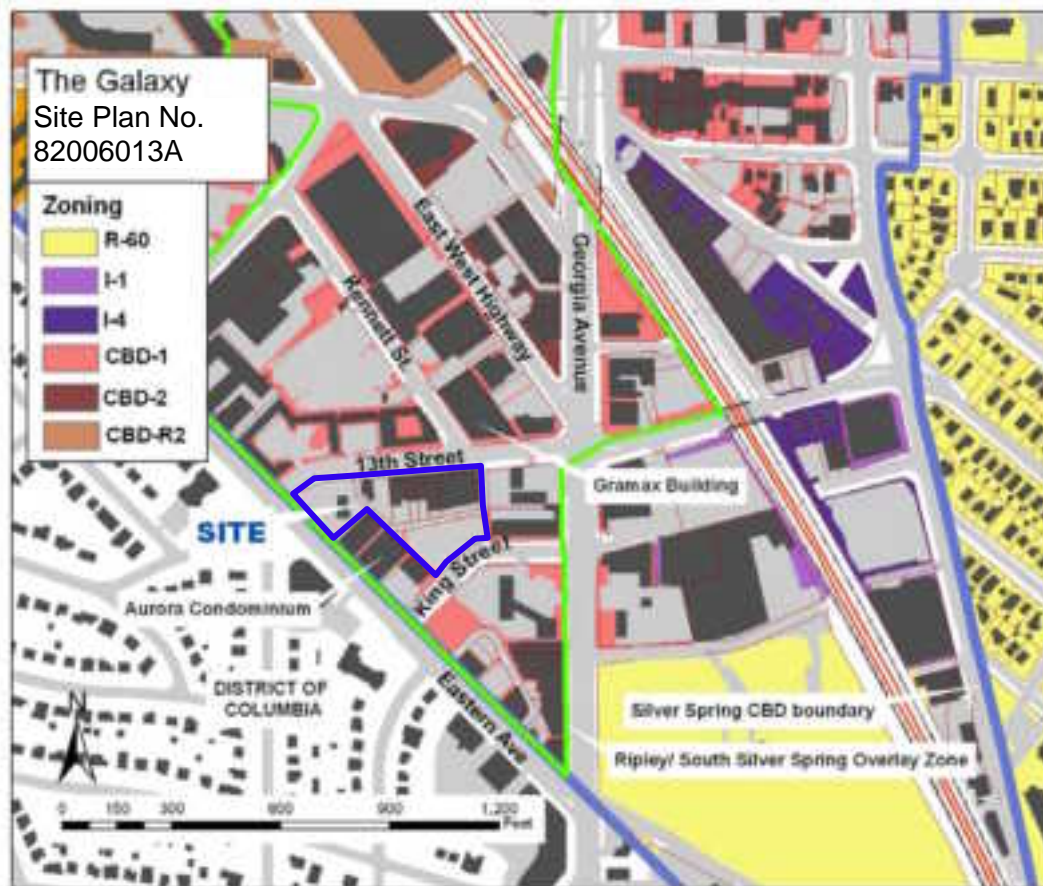 The Galaxy
Site Plan No.
82006013A
Zoning
R-60
I-1
I-4
CBD-1
CBD-2
CBD-R2
East West Highway
Georgia Avenue
Kennett St
13th Street
Gramax Building
SITE
King Street
Aurora Condominium
DISTRICT OF
COLUMBIA
Eastern Ave
Silver Spring CBD boundary
Ripley/ South Silver Spring Overlay Zone
N
0 150 300 600 900 1,200
Feet